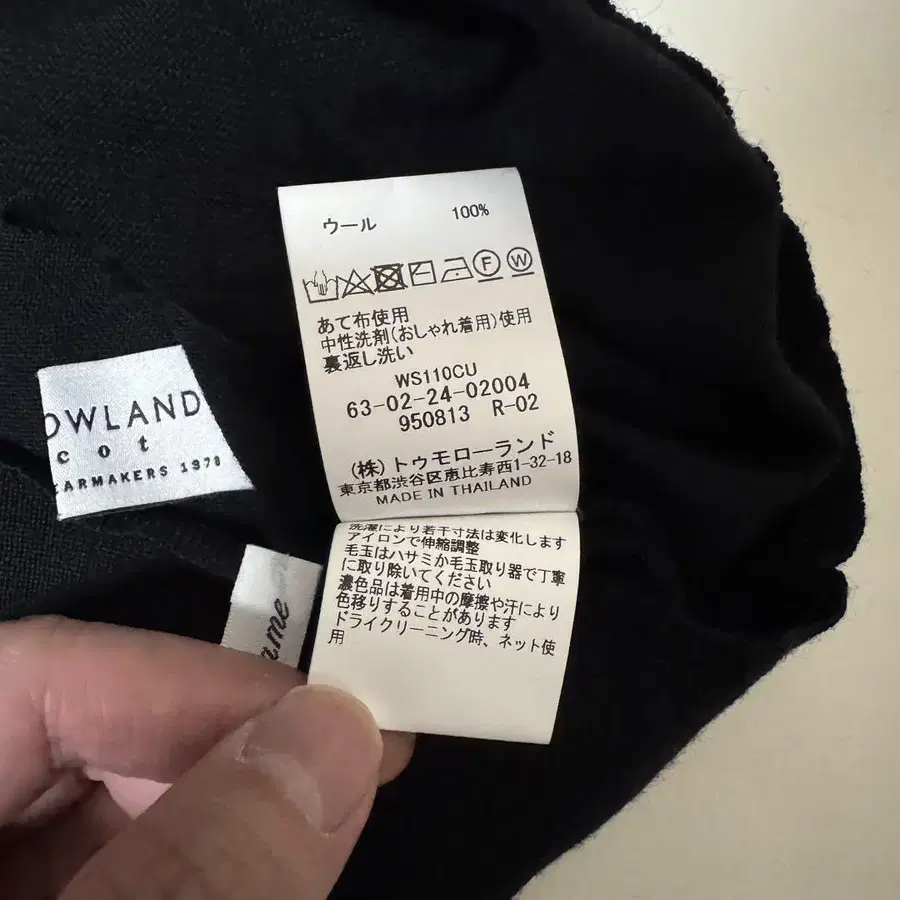 ウール 100%
F W
あて布使用
中性洗剤(おしゃれ着用)使用
裏返し洗い
WS110CU
63-02-24-02004
950813 R-02
(株)トゥモローランド
東京都渋谷区恵比寿西1-32-18
MADE IN THAILAND
洗濯により若干寸法は変化します
アイロンで伸縮調整
毛玉はハサミか毛玉取り器で丁寧
に取り除いてください
濃色品は着用中の摩擦や汗により
色移りすることがあります
ドライクリーニング時、ネット使
用
OWLAND
cot
EARMAKERS 1978
ame